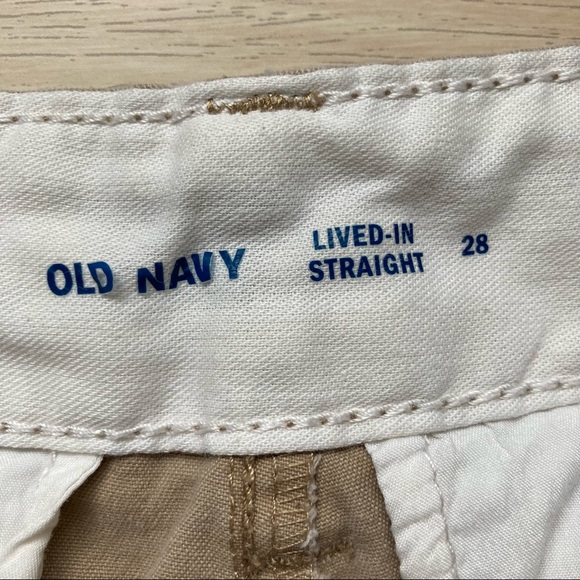 OLD NAVY
LIVED-IN
STRAIGHT
28